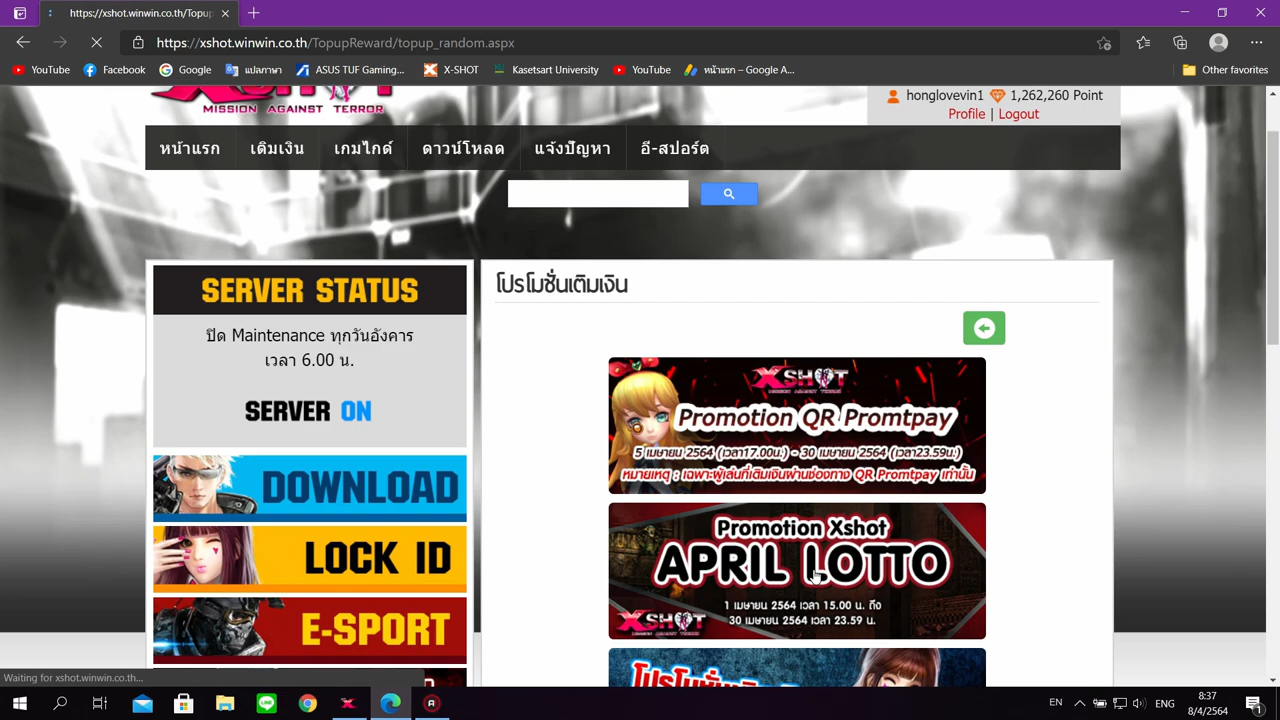 https://xshot.winwin.co.th/Topup
https://xshot.winwin.co.th/TopupReward/topup_random.aspx
YouTube
Facebook
Google
แปลภาษา
ASUS TUF Gaming...
X-SHOT
Kasetsart University
YouTube
หน้าแรก – Google A...
Other favorites
MISSION AGAINST TERROR
honglovevin1 1,262,260 Point
Profile | Logout
หน้าแรก เติมเงิน เกมไกด์ ดาวน์โหลด แจ้งปัญหา อี-สปอร์ต
SERVER STATUS
ปิด Maintenance ทุกวันอังคาร
เวลา 6.00 น.
SERVER ON
DOWNLOAD
LOCK ID
E-SPORT
โปรโมชั่นเติมเงิน
XSHOT
Promotion QR Promtpay
5 เมษายน 2564 (เวลา17.00น.) - 30 เมษายน 2564 (เวลา23.59น.)
หมายเหตุ : เฉพาะผู้เล่นที่เติมเงินผ่านช่องทาง QR Promtpay เท่านั้น
Promotion Xshot
APRIL LOTTO
1 เมษายน 2564 เวลา 15.00 น. ถึง
30 เมษายน 2564 เวลา 23.59 น.
XSHOT
Waiting for xshot.winwin.co.th...
EN
ENG
8:37
8/4/2564
1